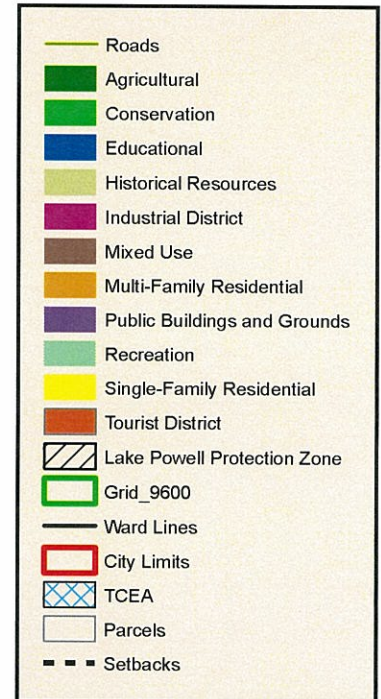 Roads
Agricultural
Conservation
Educational
Historical Resources
Industrial District
Mixed Use
Multi-Family Residential
Public Buildings and Grounds
Recreation
Single-Family Residential
Tourist District
Lake Powell Protection Zone
Grid_9600
Ward Lines
City Limits
TCEA
Parcels
Setbacks